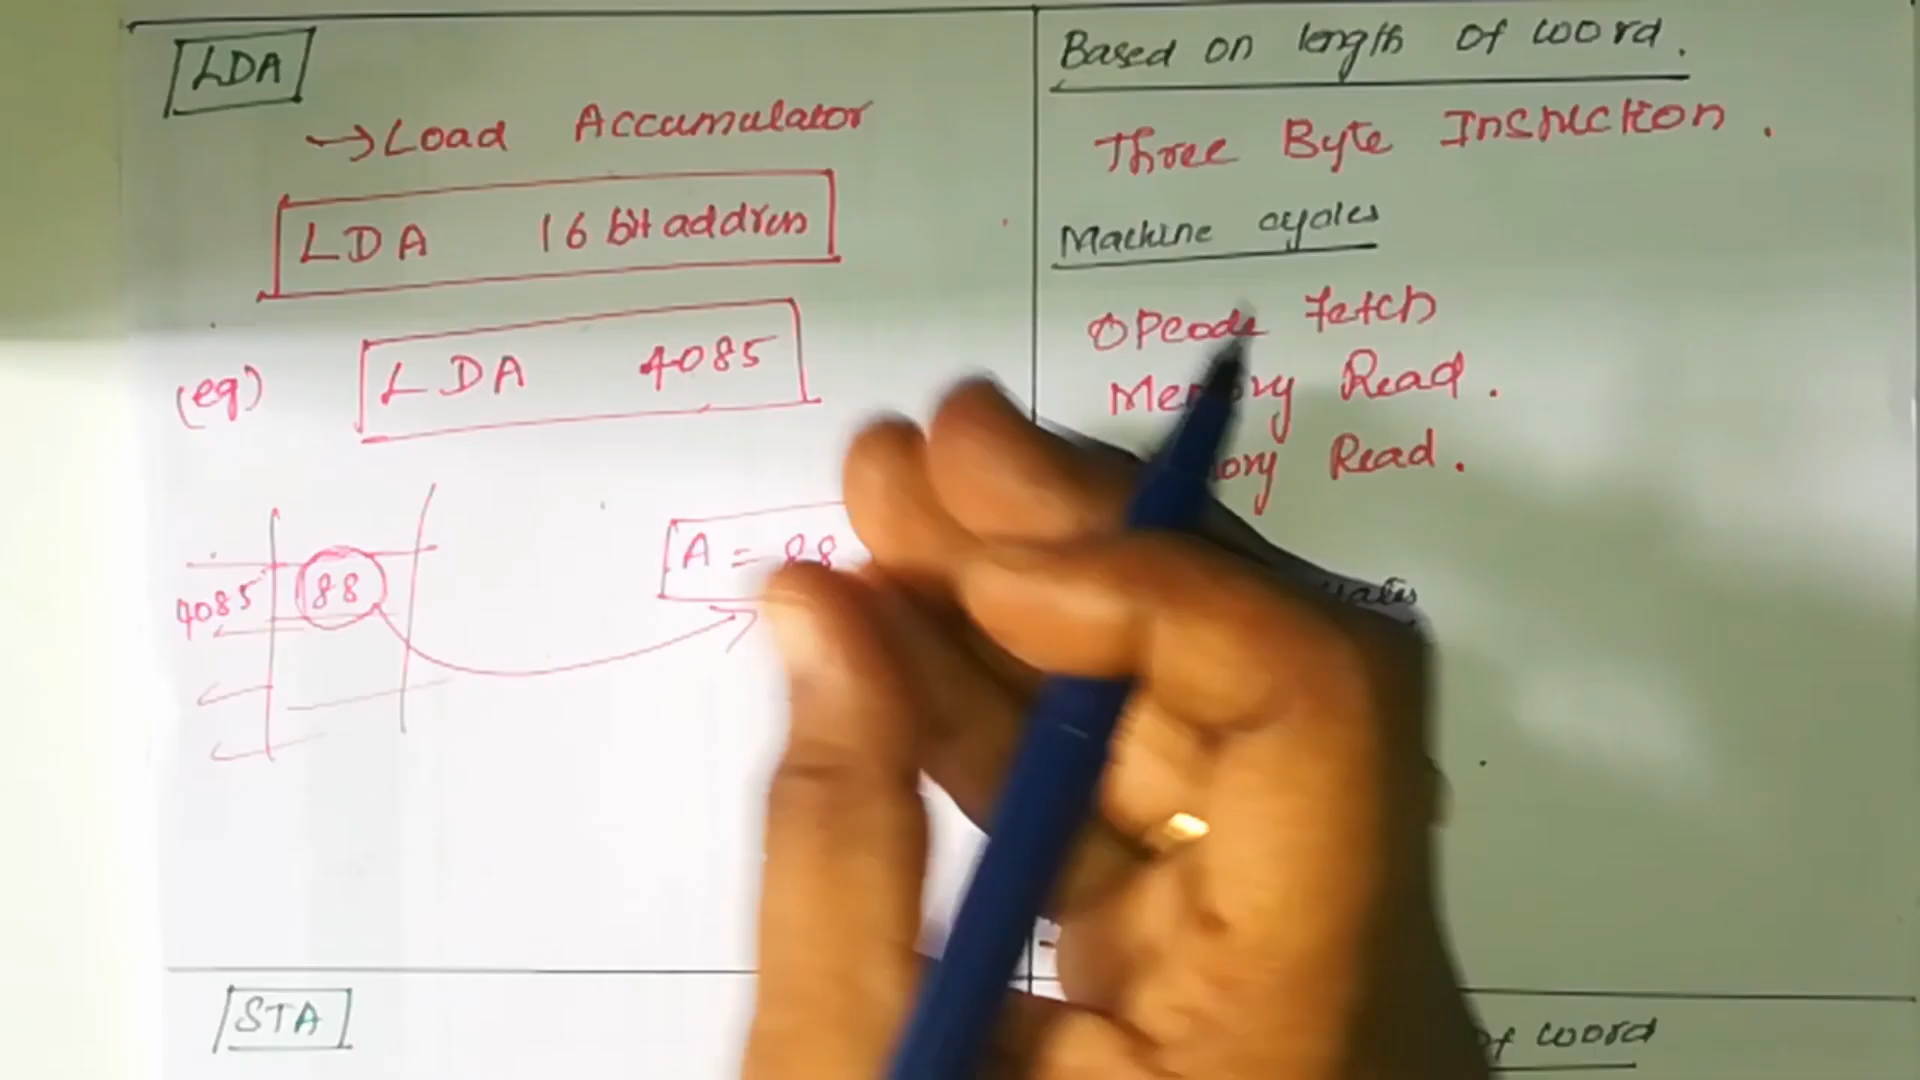 LDA
→ Load Accumulator
LDA 16 bit address
(eg) LDA 4085
4085 88
A = 88
STA
Based on length of word.
Three Byte Instruction.
Machine cycles
Opcode Fetch
Memory Read.
Read.
of word